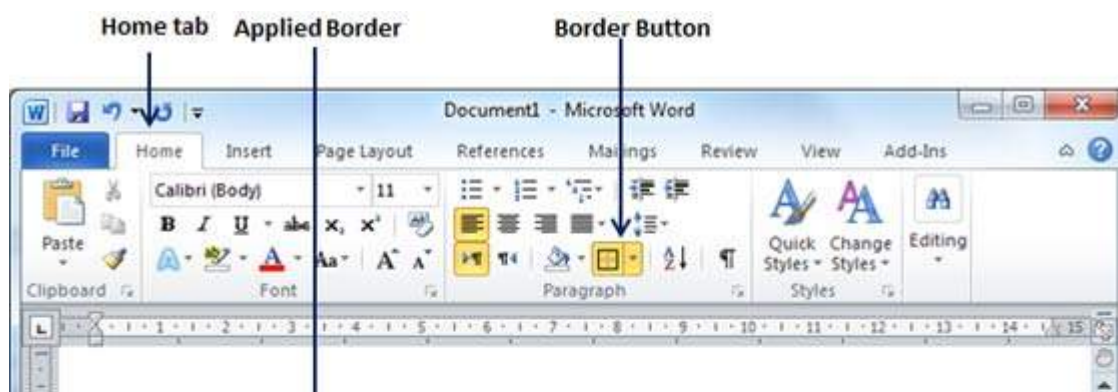 Home tab Applied Border Border Button
W Document1 - Microsoft Word
File Home Insert Page Layout References Mailings Review View Add-Ins
Calibri (Body) 11
B I U abc x₂ x²
Paste Quick Styles Change Styles Editing
A Aa A A
Clipboard Font Paragraph Styles
L 1 2 3 4 5 6 7 8 9 10 11 12 13 14 15